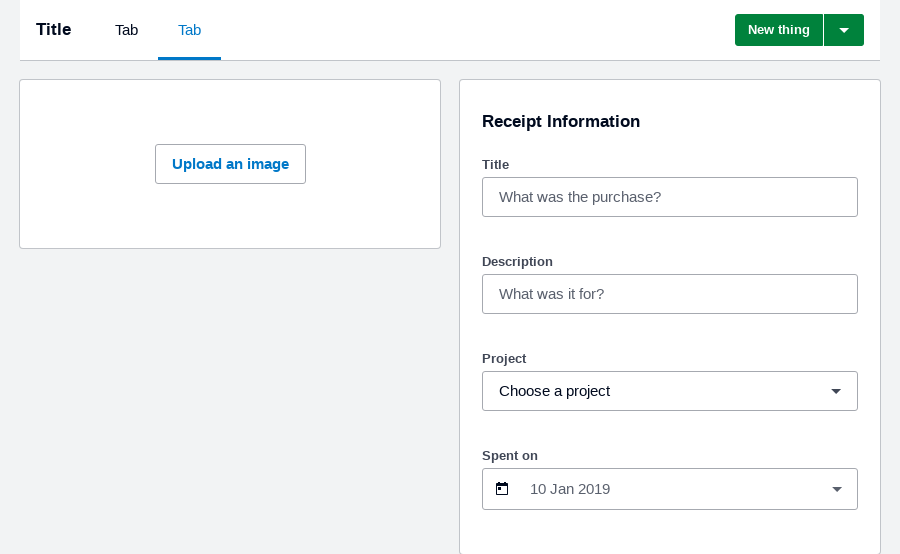 Title
Tab
Tab
New thing
Upload an image
Receipt Information
Title
What was the purchase?
Description
What was it for?
Project
Choose a project
Spent on
10 Jan 2019